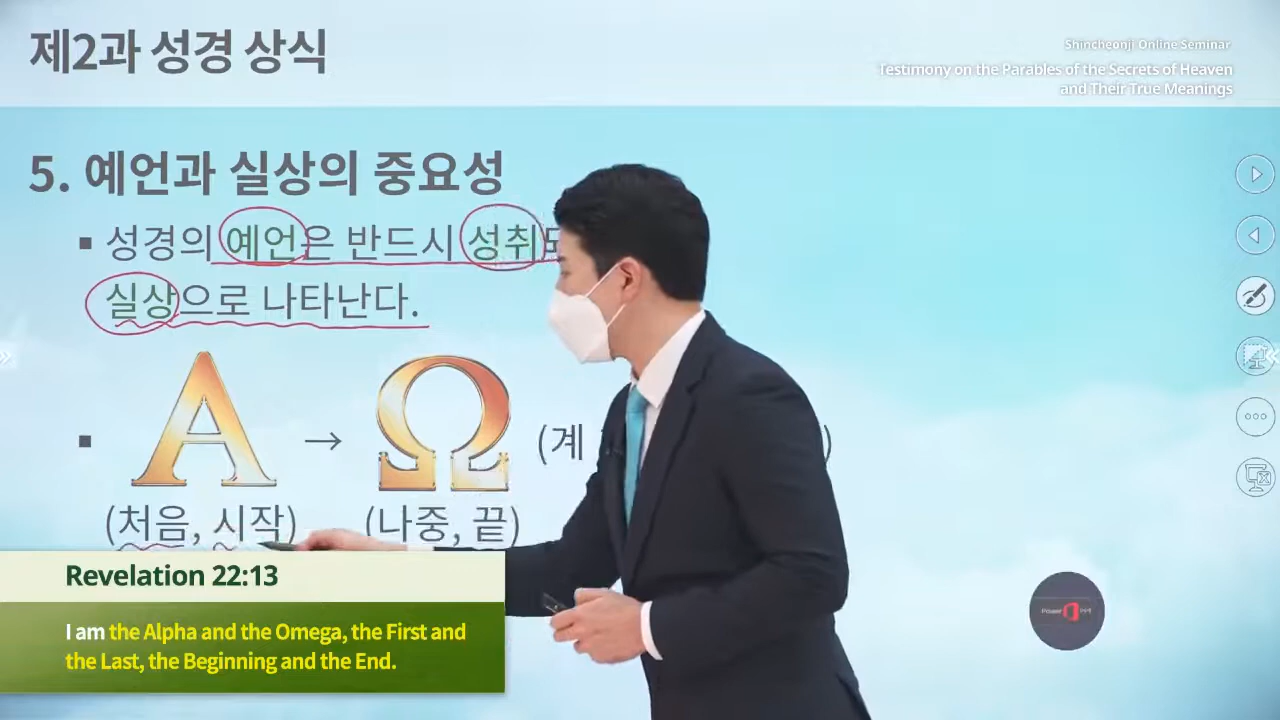 제2과 성경 상식
Shincheonji Online Seminar
Testimony on the Parables of the Secrets of Heaven
and Their True Meanings
5. 예언과 실상의 중요성
▪ 성경의 예언은 반드시 성취
실상으로 나타난다.
▪ Α → Ω (계 )
(처음, 시작) (나중, 끝)
Revelation 22:13
I am the Alpha and the Omega, the First and
the Last, the Beginning and the End.